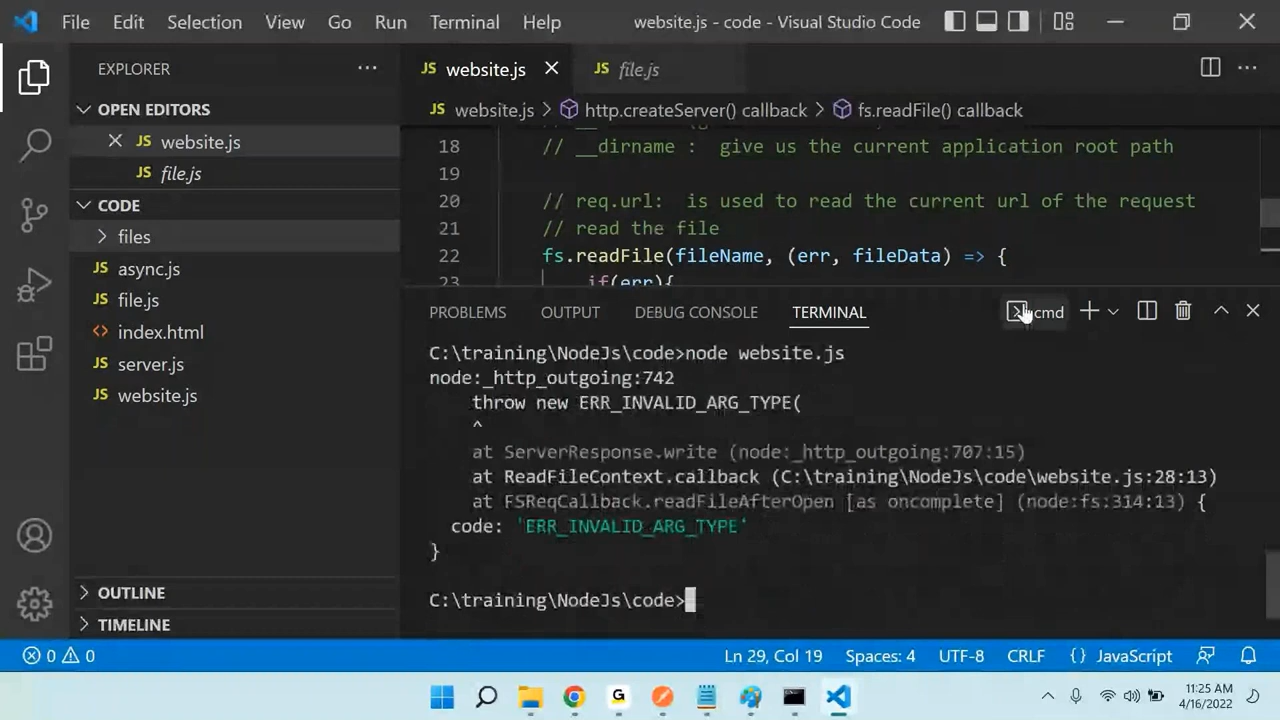 File Edit Selection View Go Run Terminal Help website.js - code - Visual Studio Code
EXPLORER
JS website.js
JS file.js
OPEN EDITORS
JS website.js
JS file.js
CODE
files
JS async.js
JS file.js
<> index.html
JS server.js
JS website.js
OUTLINE
TIMELINE
JS website.js > http.createServer() callback > fs.readFile() callback
18 // __dirname : give us the current application root path
19
20 // req.url: is used to read the current url of the request
21 // read the file
22 fs.readFile(fileName, (err, fileData) => {
23 if(err){
PROBLEMS OUTPUT DEBUG CONSOLE TERMINAL cmd
C:\training\NodeJs\code>node website.js
node:_http_outgoing:742
throw new ERR_INVALID_ARG_TYPE(
^
at ServerResponse.write (node:_http_outgoing:707:15)
at ReadFileContext.callback (C:\training\NodeJs\code\website.js:28:13)
at FSReqCallback.readFileAfterOpen [as oncomplete] (node:fs:314:13) {
code: 'ERR_INVALID_ARG_TYPE'
}
C:\training\NodeJs\code>
0 0 Ln 29, Col 19 Spaces: 4 UTF-8 CRLF {} JavaScript
G
11:25 AM
4/16/2022